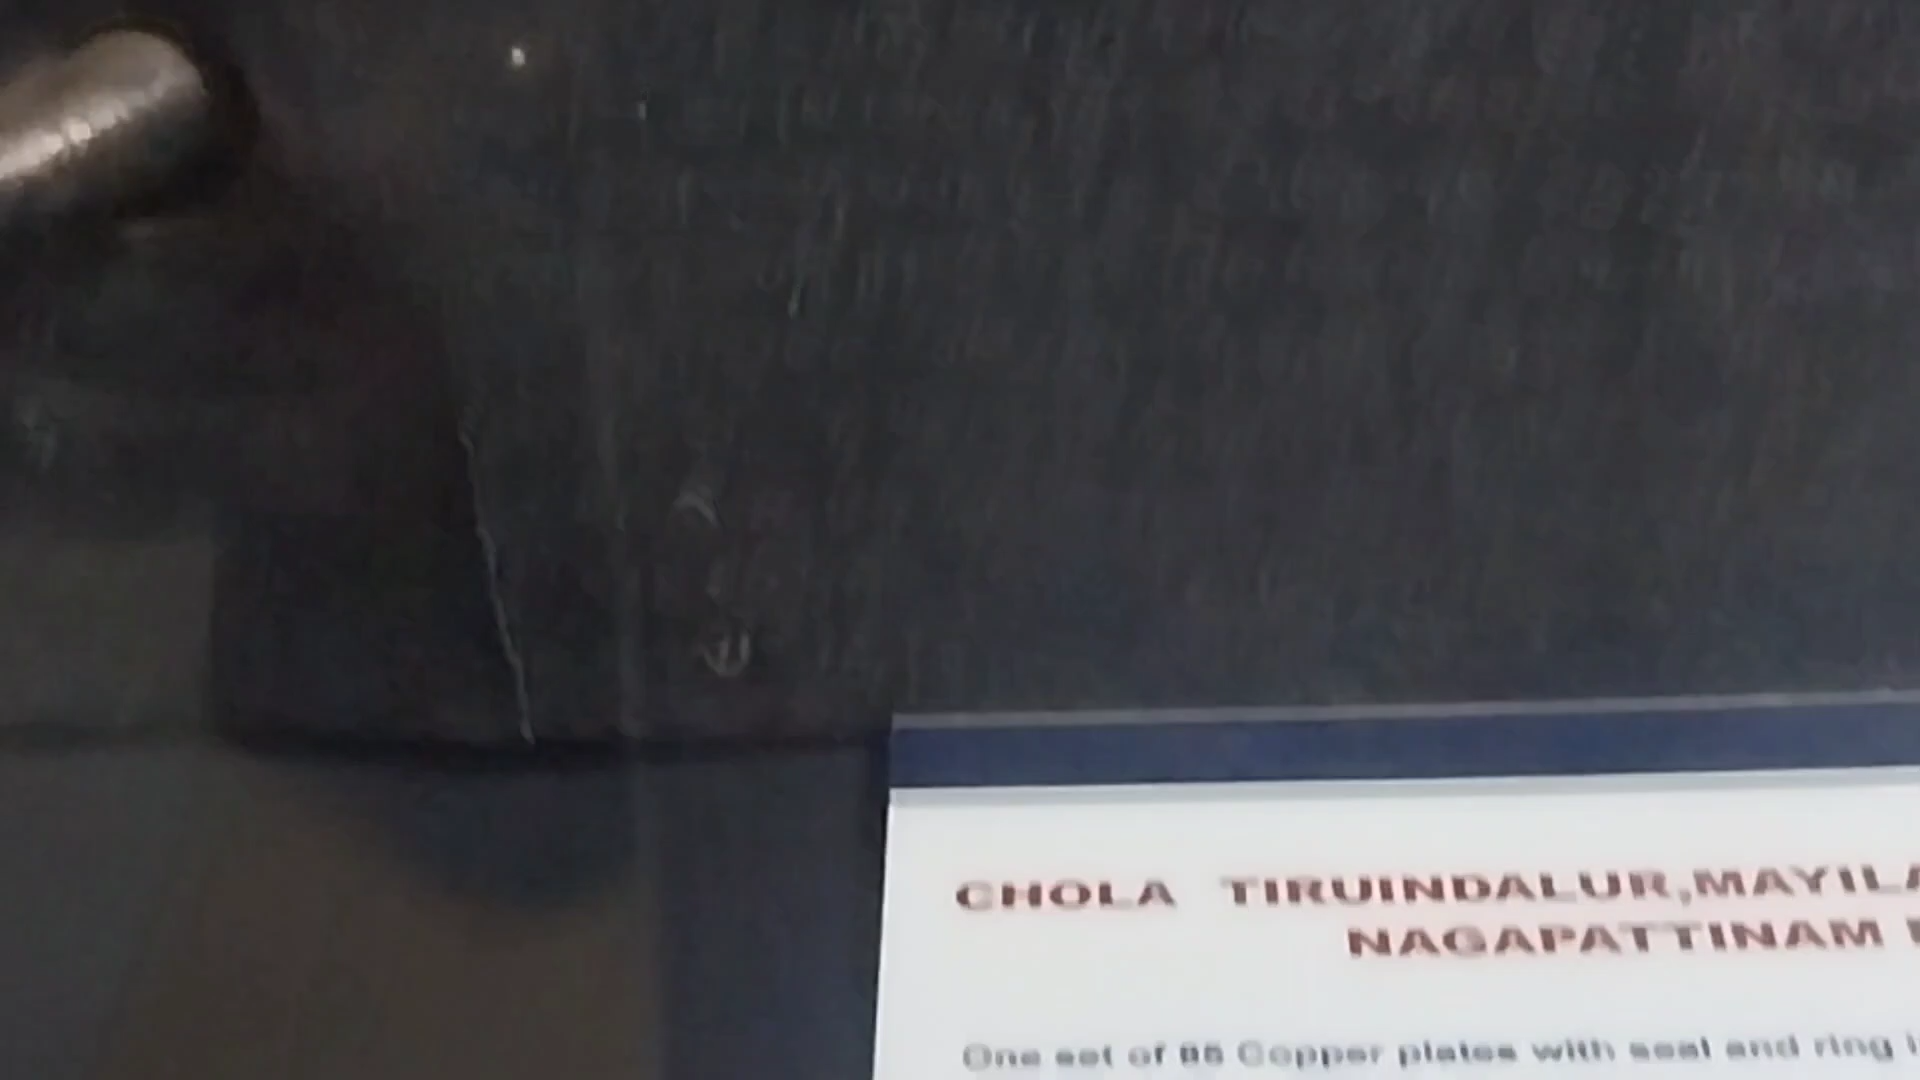 CHOLA TIRUINDALUR,MAYILA
NAGAPATTINAM
One set of 85 Copper plates with seal and ring